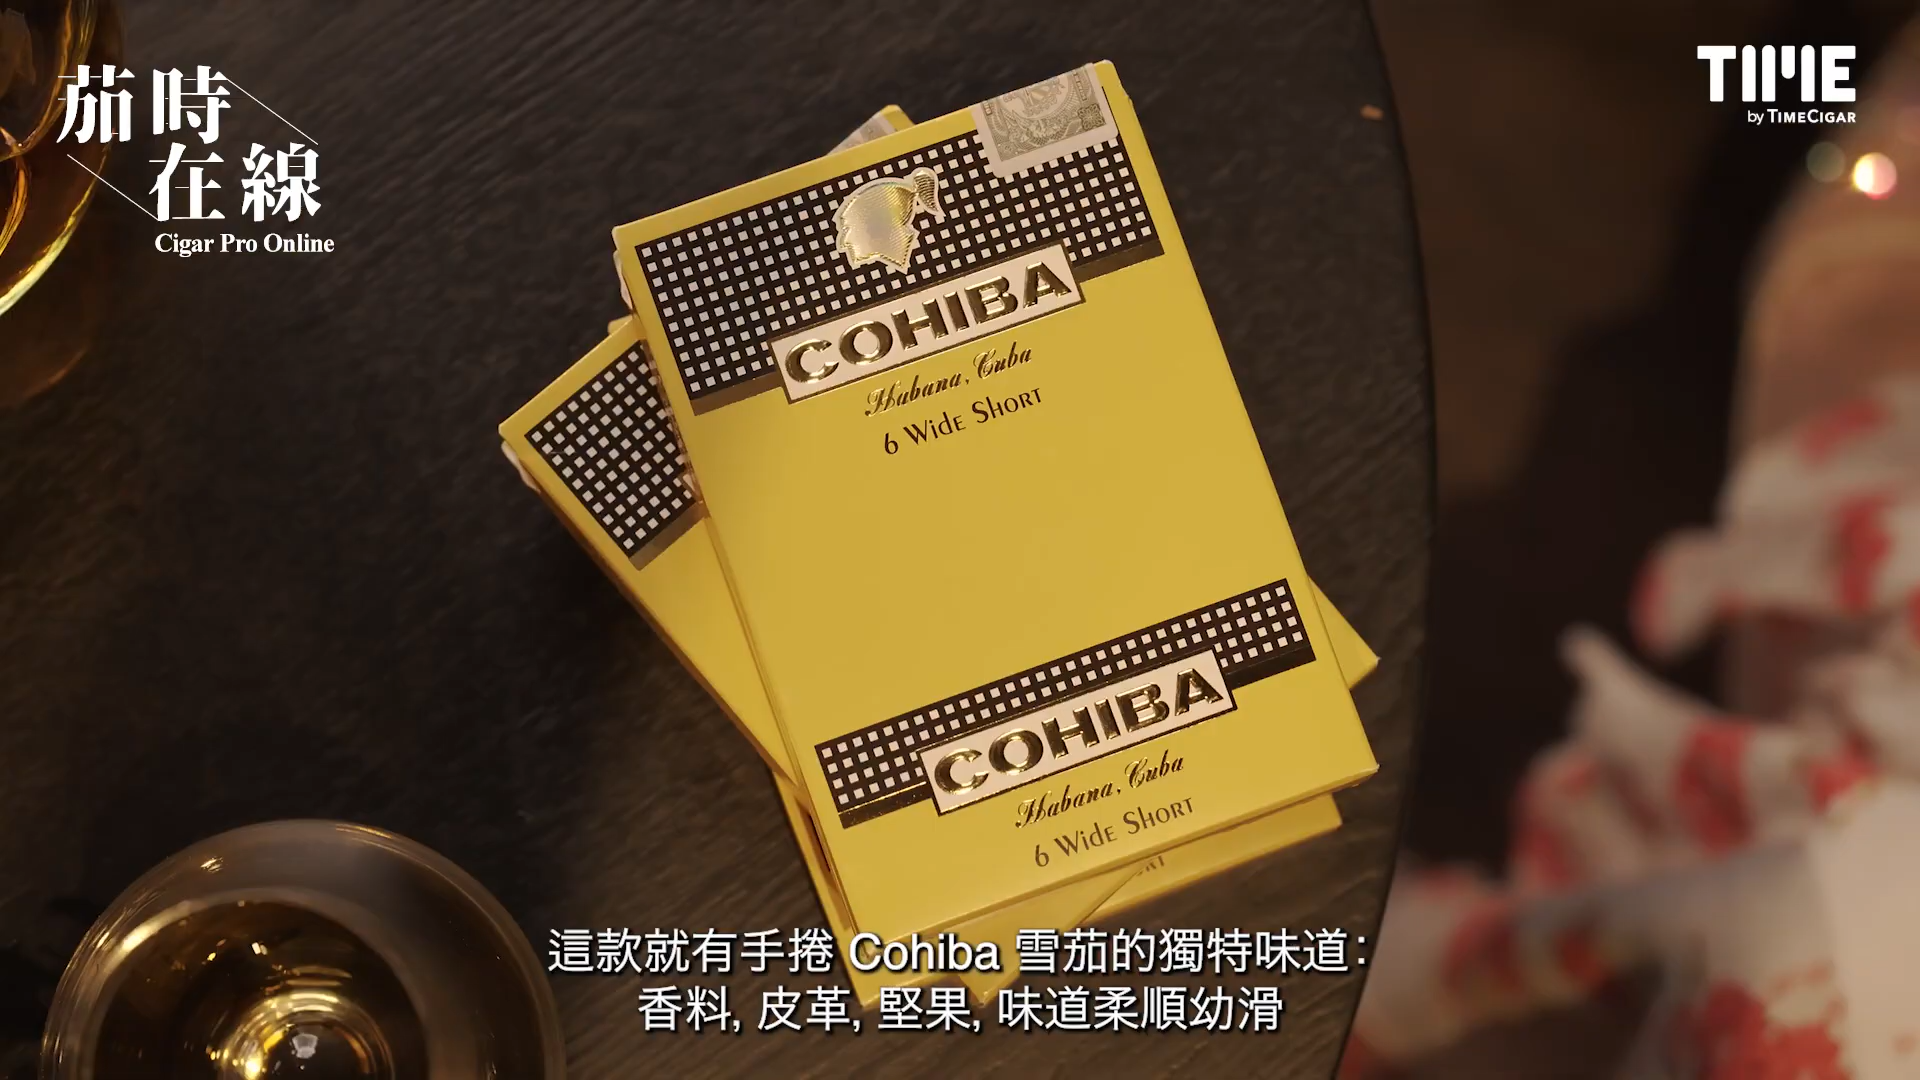 茄時
在線
Cigar Pro Online
TIME
by TIMECIGAR
COHIBA
Habana, Cuba
6 Wide Short
COHIBA
Habana, Cuba
6 Wide Short
這款就有手捲 Cohiba 雪茄的獨特味道：
香料, 皮革, 堅果, 味道柔順幼滑